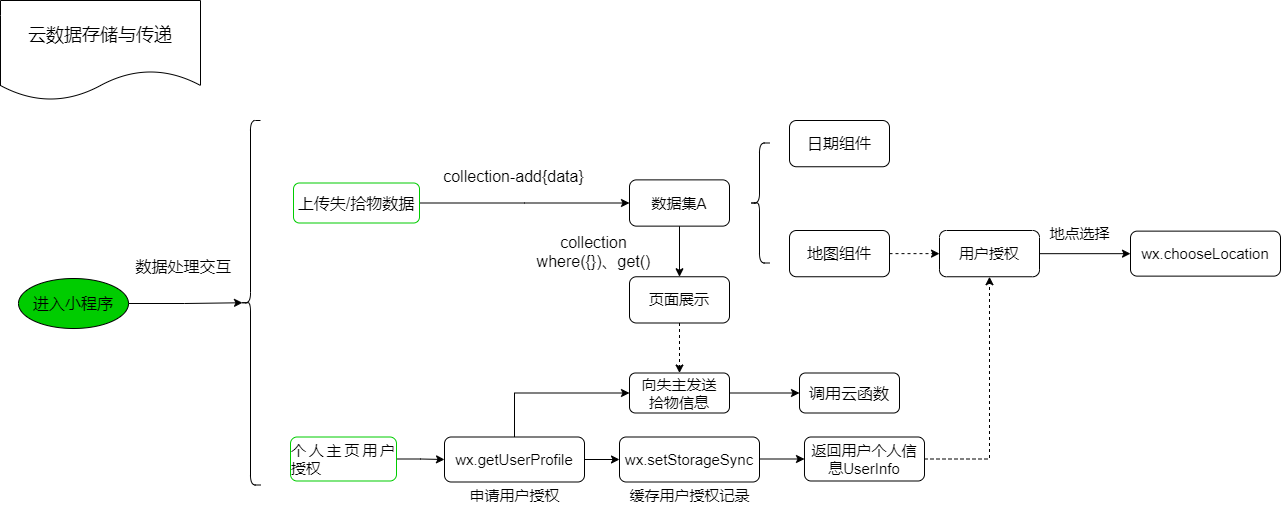 云数据存储与传递
日期组件
collection-add{data}
上传失/拾物数据
数据集A
地点选择
collection
where({})、get()
地图组件
用户授权
wx.chooseLocation
数据处理交互
进入小程序
页面展示
向失主发送
拾物信息
调用云函数
个人主页用户
授权
wx.getUserProfile
wx.setStorageSync
返回用户个人信
息UserInfo
申请用户授权
缓存用户授权记录